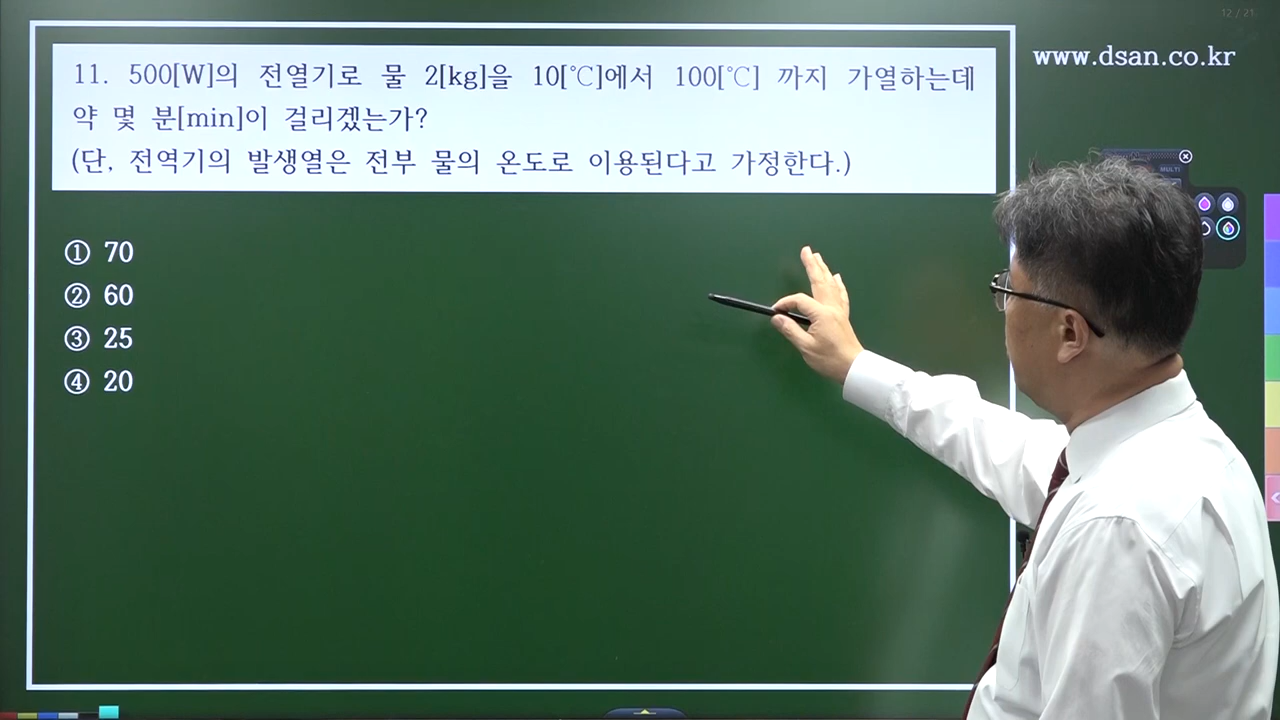 12 / 21
www.dsan.co.kr
11. 500[W]의 전열기로 물 2[kg]을 10[℃]에서 100[℃] 까지 가열하는데
약 몇 분[min]이 걸리겠는가?
(단, 전역기의 발생열은 전부 물의 온도로 이용된다고 가정한다.)
MULTI
① 70
② 60
③ 25
④ 20